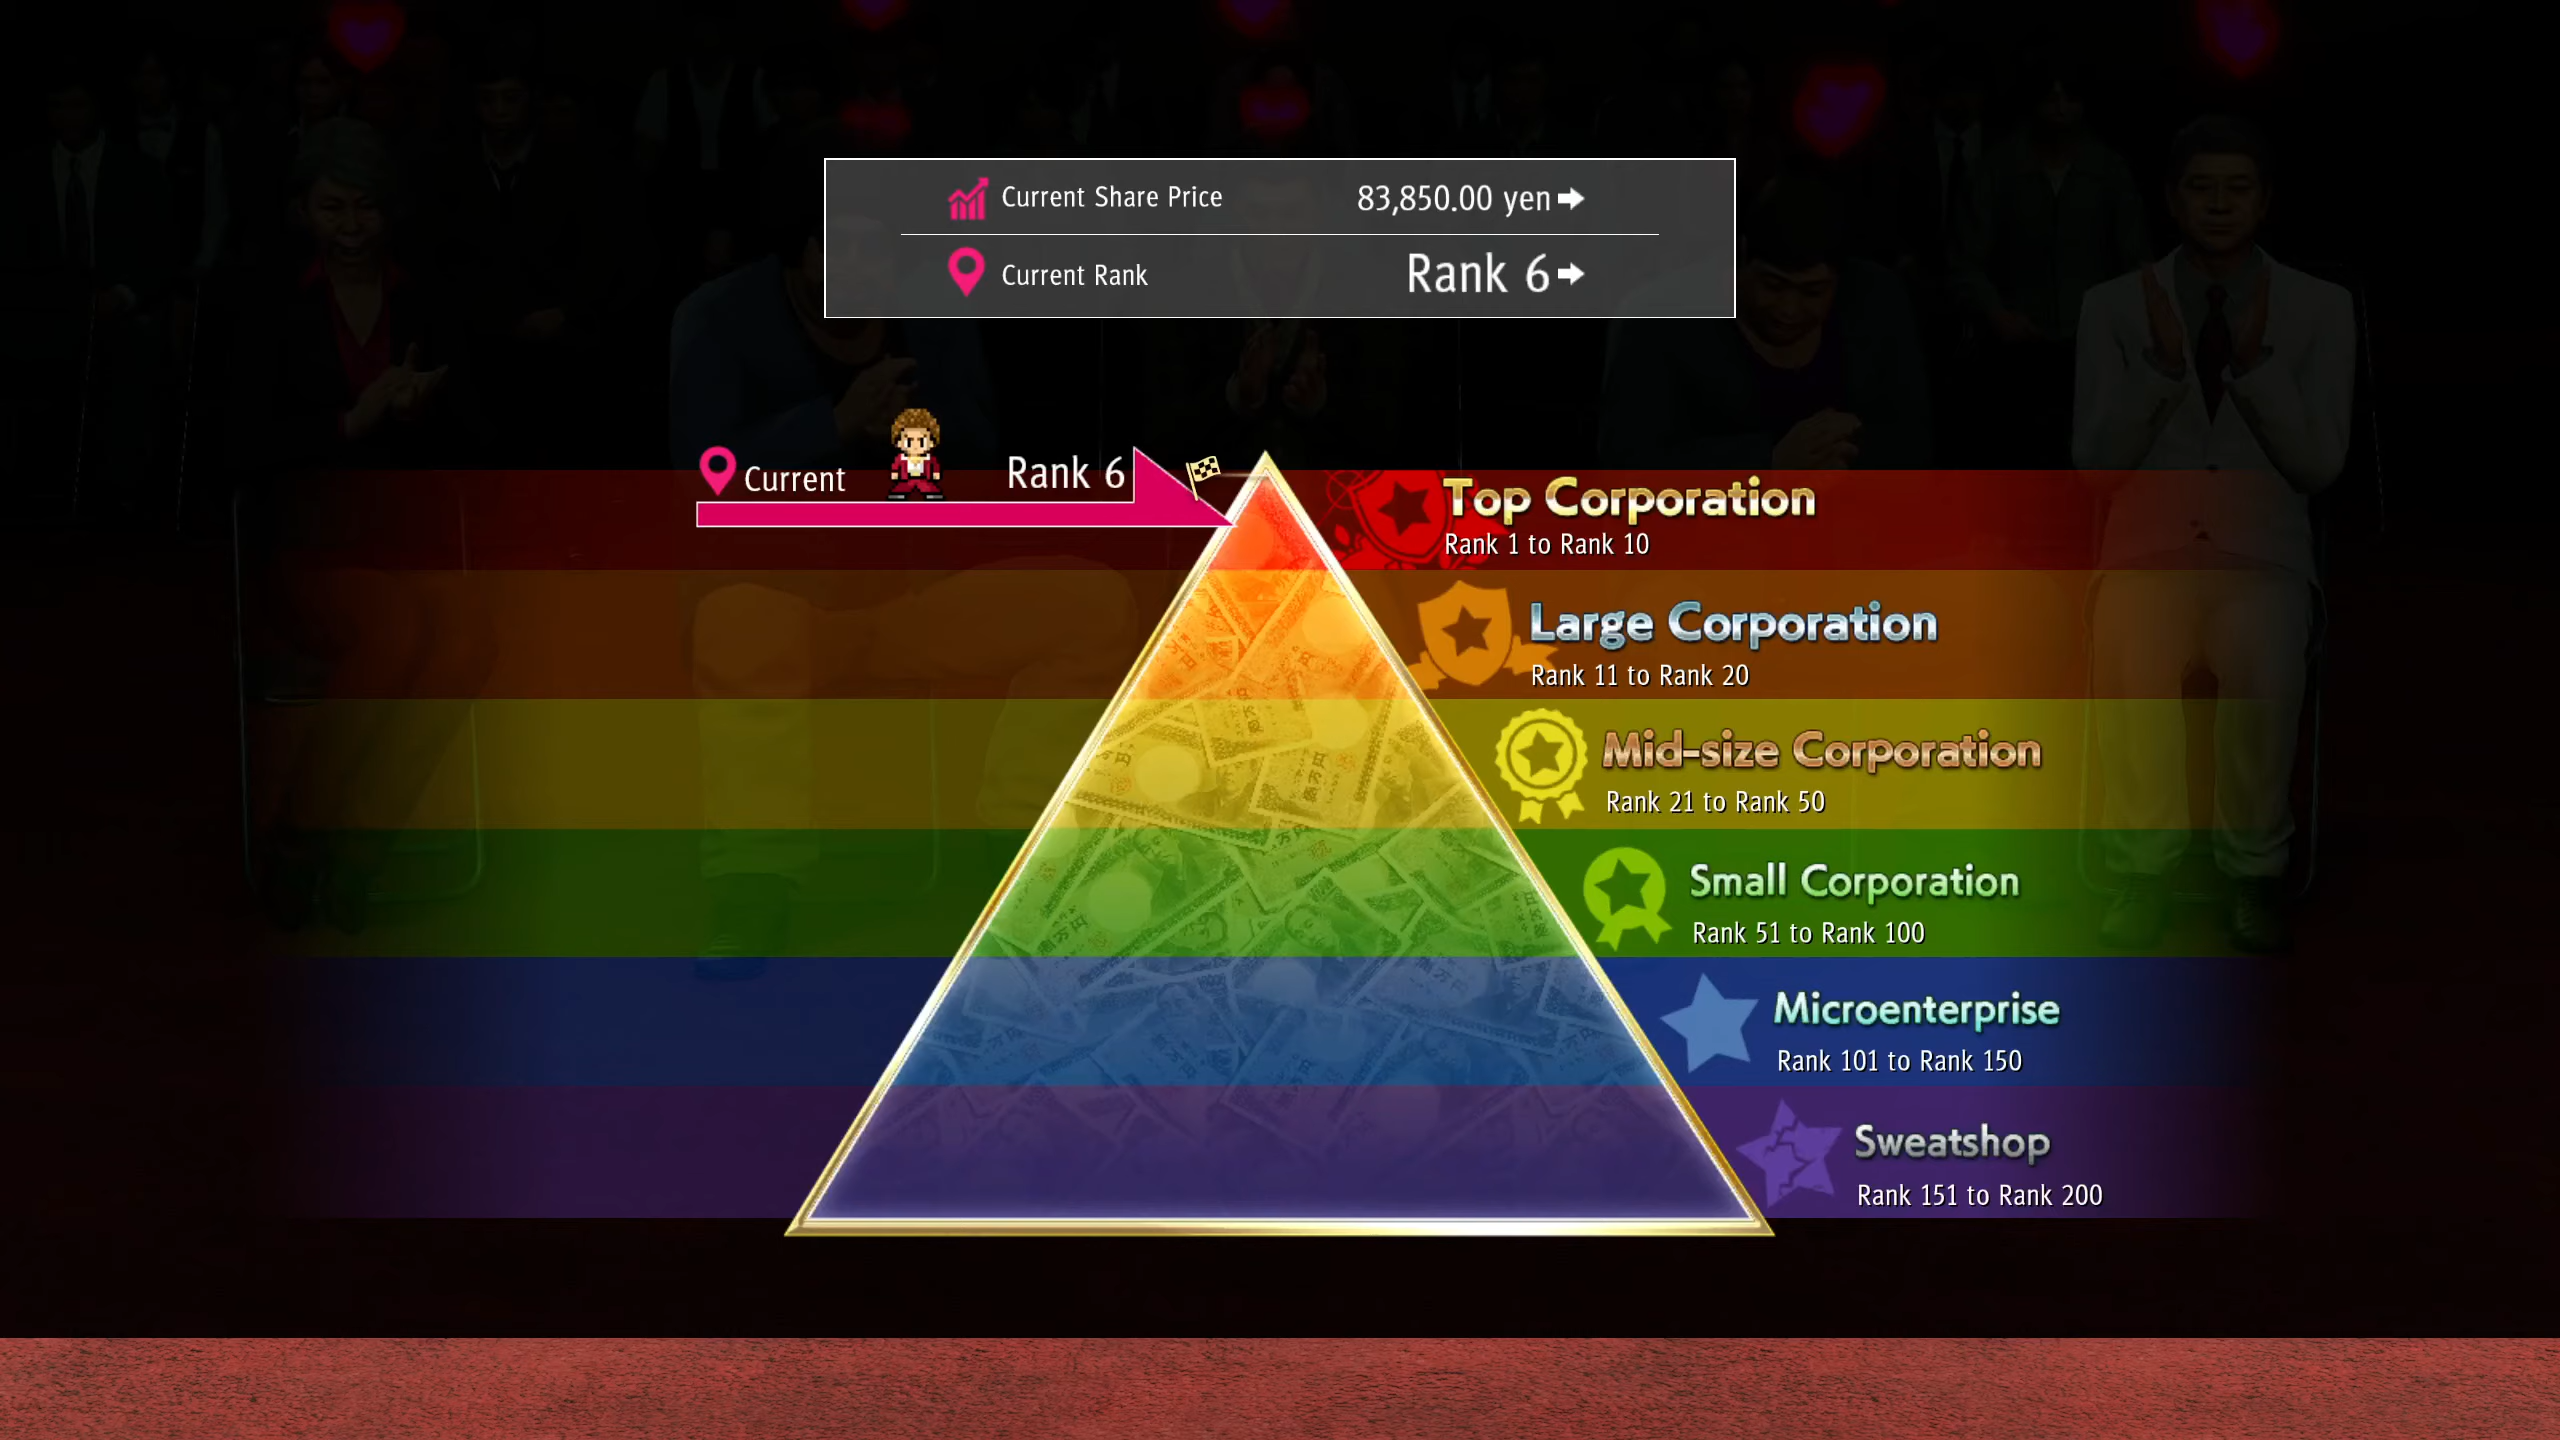 Current Share Price 83,850.00 yen
Current Rank Rank 6
Current Rank 6
Top Corporation
Rank 1 to Rank 10
Large Corporation
Rank 11 to Rank 20
Mid-size Corporation
Rank 21 to Rank 50
Small Corporation
Rank 51 to Rank 100
Microenterprise
Rank 101 to Rank 150
Sweatshop
Rank 151 to Rank 200